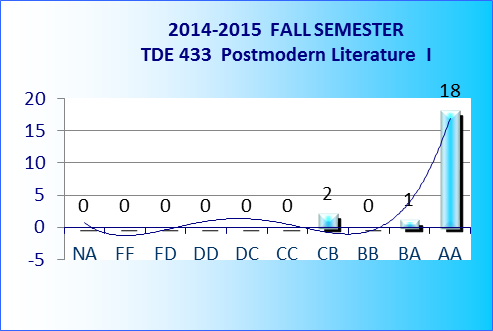 2014-2015 FALL SEMESTER
TDE 433 Postmodern Literature I
18
20
15
10
5
0
-5
0 0 0 0 0 0 2 0 1
NA FF FD DD DC CC CB BB BA AA